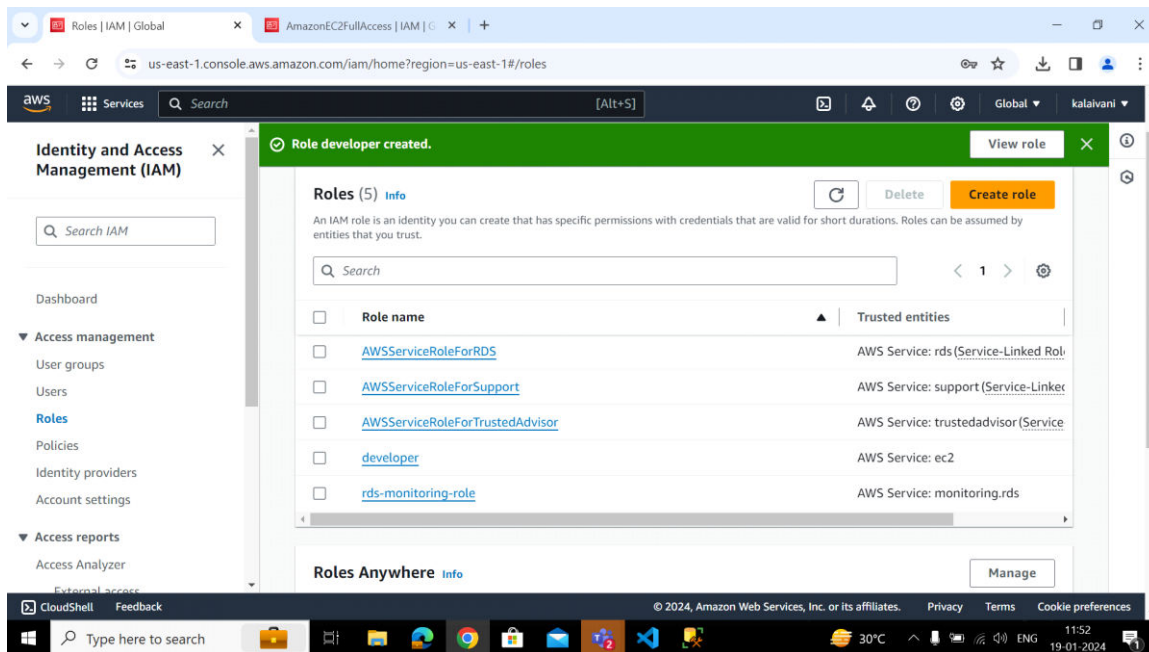 Roles | IAM | Global
AmazonEC2FullAccess | IAM | G
us-east-1.console.aws.amazon.com/iam/home?region=us-east-1#/roles
aws
Services
Search
[Alt+S]
Global
kalaivani
Identity and Access Management (IAM)
Search IAM
Dashboard
Access management
User groups
Users
Roles
Policies
Identity providers
Account settings
Access reports
Access Analyzer
External access
Role developer created.
View role
Roles (5) Info
Delete
Create role
An IAM role is an identity you can create that has specific permissions with credentials that are valid for short durations. Roles can be assumed by
entities that you trust.
Search
1
Role name
Trusted entities
AWSServiceRoleForRDS
AWS Service: rds (Service-Linked Role
AWSServiceRoleForSupport
AWS Service: support (Service-Linked
AWSServiceRoleForTrustedAdvisor
AWS Service: trustedadvisor (Service
developer
AWS Service: ec2
rds-monitoring-role
AWS Service: monitoring.rds
Roles Anywhere Info
Manage
CloudShell
Feedback
© 2024, Amazon Web Services, Inc. or its affiliates.
Privacy
Terms
Cookie preferences
Type here to search
2
30°C
ENG
11:52
19-01-2024
1